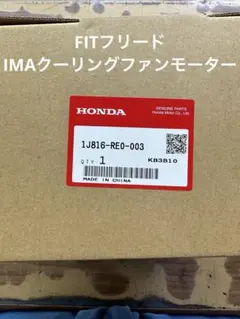 FITフリード
IMAクーリングファンモーター
HONDA
GENUINE PARTS
Honda Motor Co., Ltd.
1J816-RE0-003
QTY 1
KB3B10
MADE IN CHINA